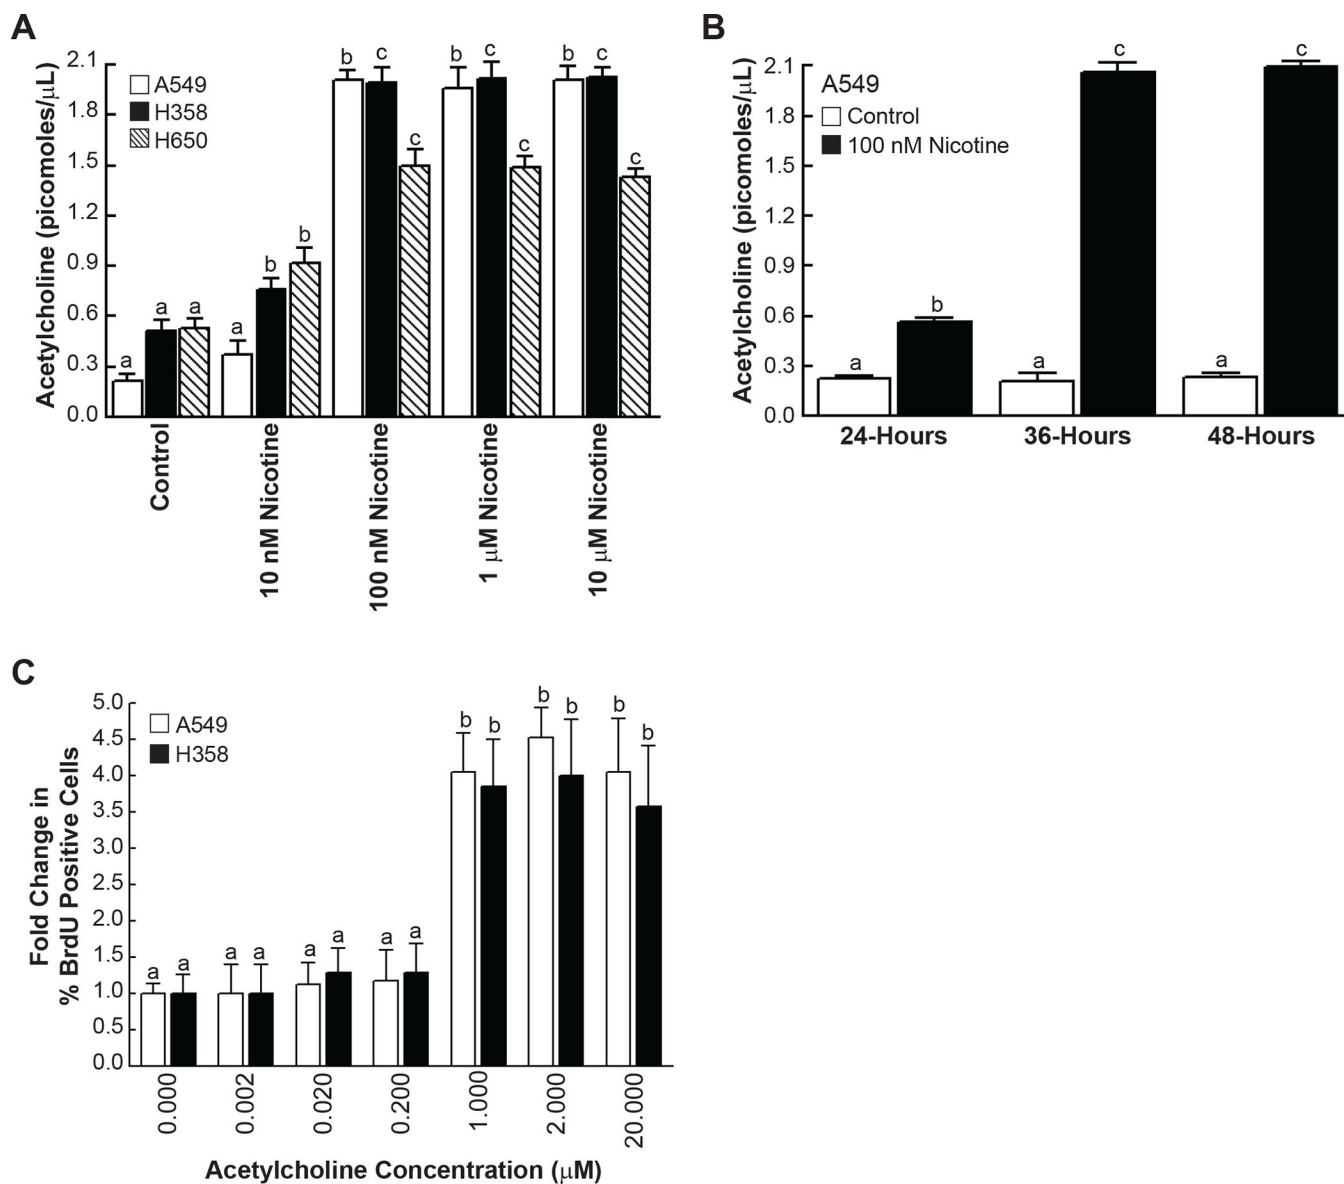 A
Acetylcholine (picomoles/μL)
2.1
1.8
1.5
1.2
0.9
0.6
0.3
0.0
A549
H358
H650
a
a
a
a
b
b
b
c
c
b
c
c
b
c
c
Control
10 nM Nicotine
100 nM Nicotine
1 μM Nicotine
10 μM Nicotine
B
Acetylcholine (picomoles/μL)
2.1
1.8
1.5
1.2
0.9
0.6
0.3
0.0
A549
Control
100 nM Nicotine
a
b
a
c
a
c
24-Hours
36-Hours
48-Hours
C
Fold Change in
% BrdU Positive Cells
5.0
4.5
4.0
3.5
3.0
2.5
2.0
1.5
1.0
0.5
0.0
A549
H358
a
a
a
a
a
a
a
a
b
b
b
b
b
b
0.000
0.002
0.020
0.200
1.000
2.000
20.000
Acetylcholine Concentration (μM)